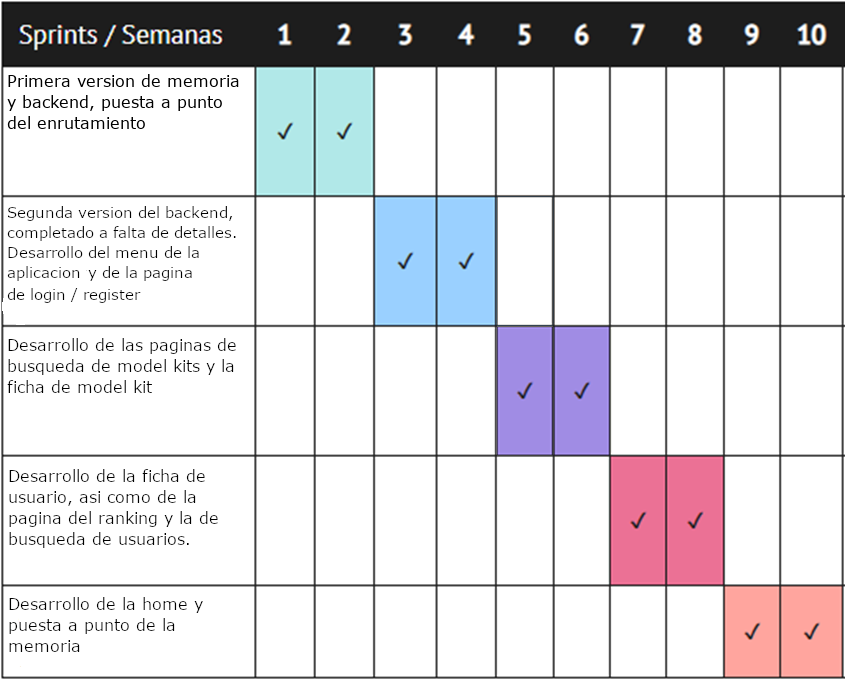 Sprints / Semanas 1 2 3 4 5 6 7 8 9 10
Primera version de memoria
y backend, puesta a punto
del enrutamiento
✓ ✓
Segunda version del backend,
completado a falta de detalles.
Desarrollo del menu de la
aplicacion y de la pagina
de login / register
✓ ✓
Desarrollo de las paginas de
busqueda de model kits y la
ficha de model kit
✓ ✓
Desarrollo de la ficha de
usuario, asi como de la
pagina del ranking y la de
busqueda de usuarios.
✓ ✓
Desarrollo de la home y
puesta a punto de la
memoria
✓ ✓